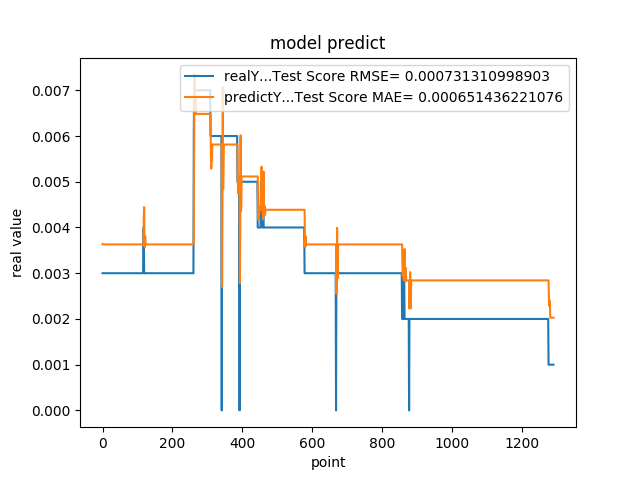 model predict
realY...Test Score RMSE= 0.000731310998903
predictY...Test Score MAE= 0.000651436221076
real value
0.007
0.006
0.005
0.004
0.003
0.002
0.001
0.000
0 200 400 600 800 1000 1200
point